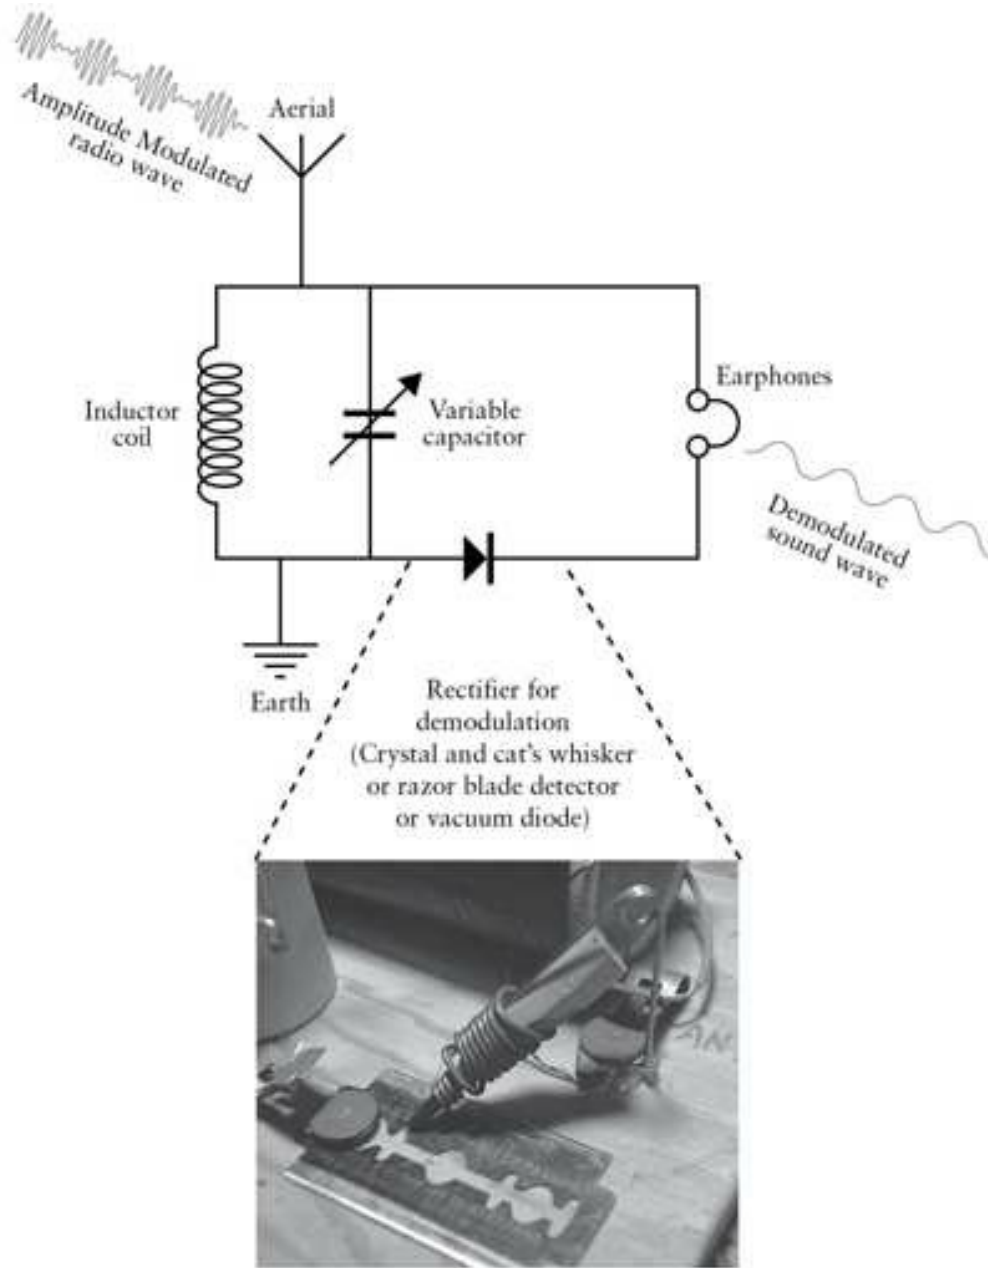 Amplitude Modulated
radio wave
Aerial
Inductor
coil
Variable
capacitor
Earphones
Demodulated
sound wave
Earth
Rectifier for
demodulation
(Crystal and cat's whisker
or razor blade detector
or vacuum diode)
AN